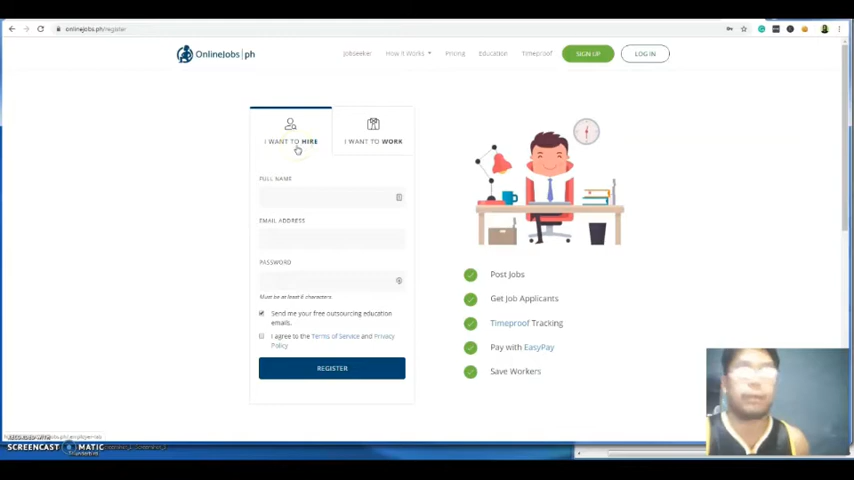 onlinejobs.ph/register
OnlineJobs ph
Jobseeker How it Works Pricing Education Timeproof SIGN UP LOG IN
I WANT TO HIRE I WANT TO WORK
FULL NAME
EMAIL ADDRESS
PASSWORD
Must be at least 6 characters
Send me your free outsourcing education
emails.
I agree to the Terms of Service and Privacy
Policy
REGISTER
Post Jobs
Get Job Applicants
Timeproof Tracking
Pay with EasyPay
Save Workers
SCREENCAST MATIC